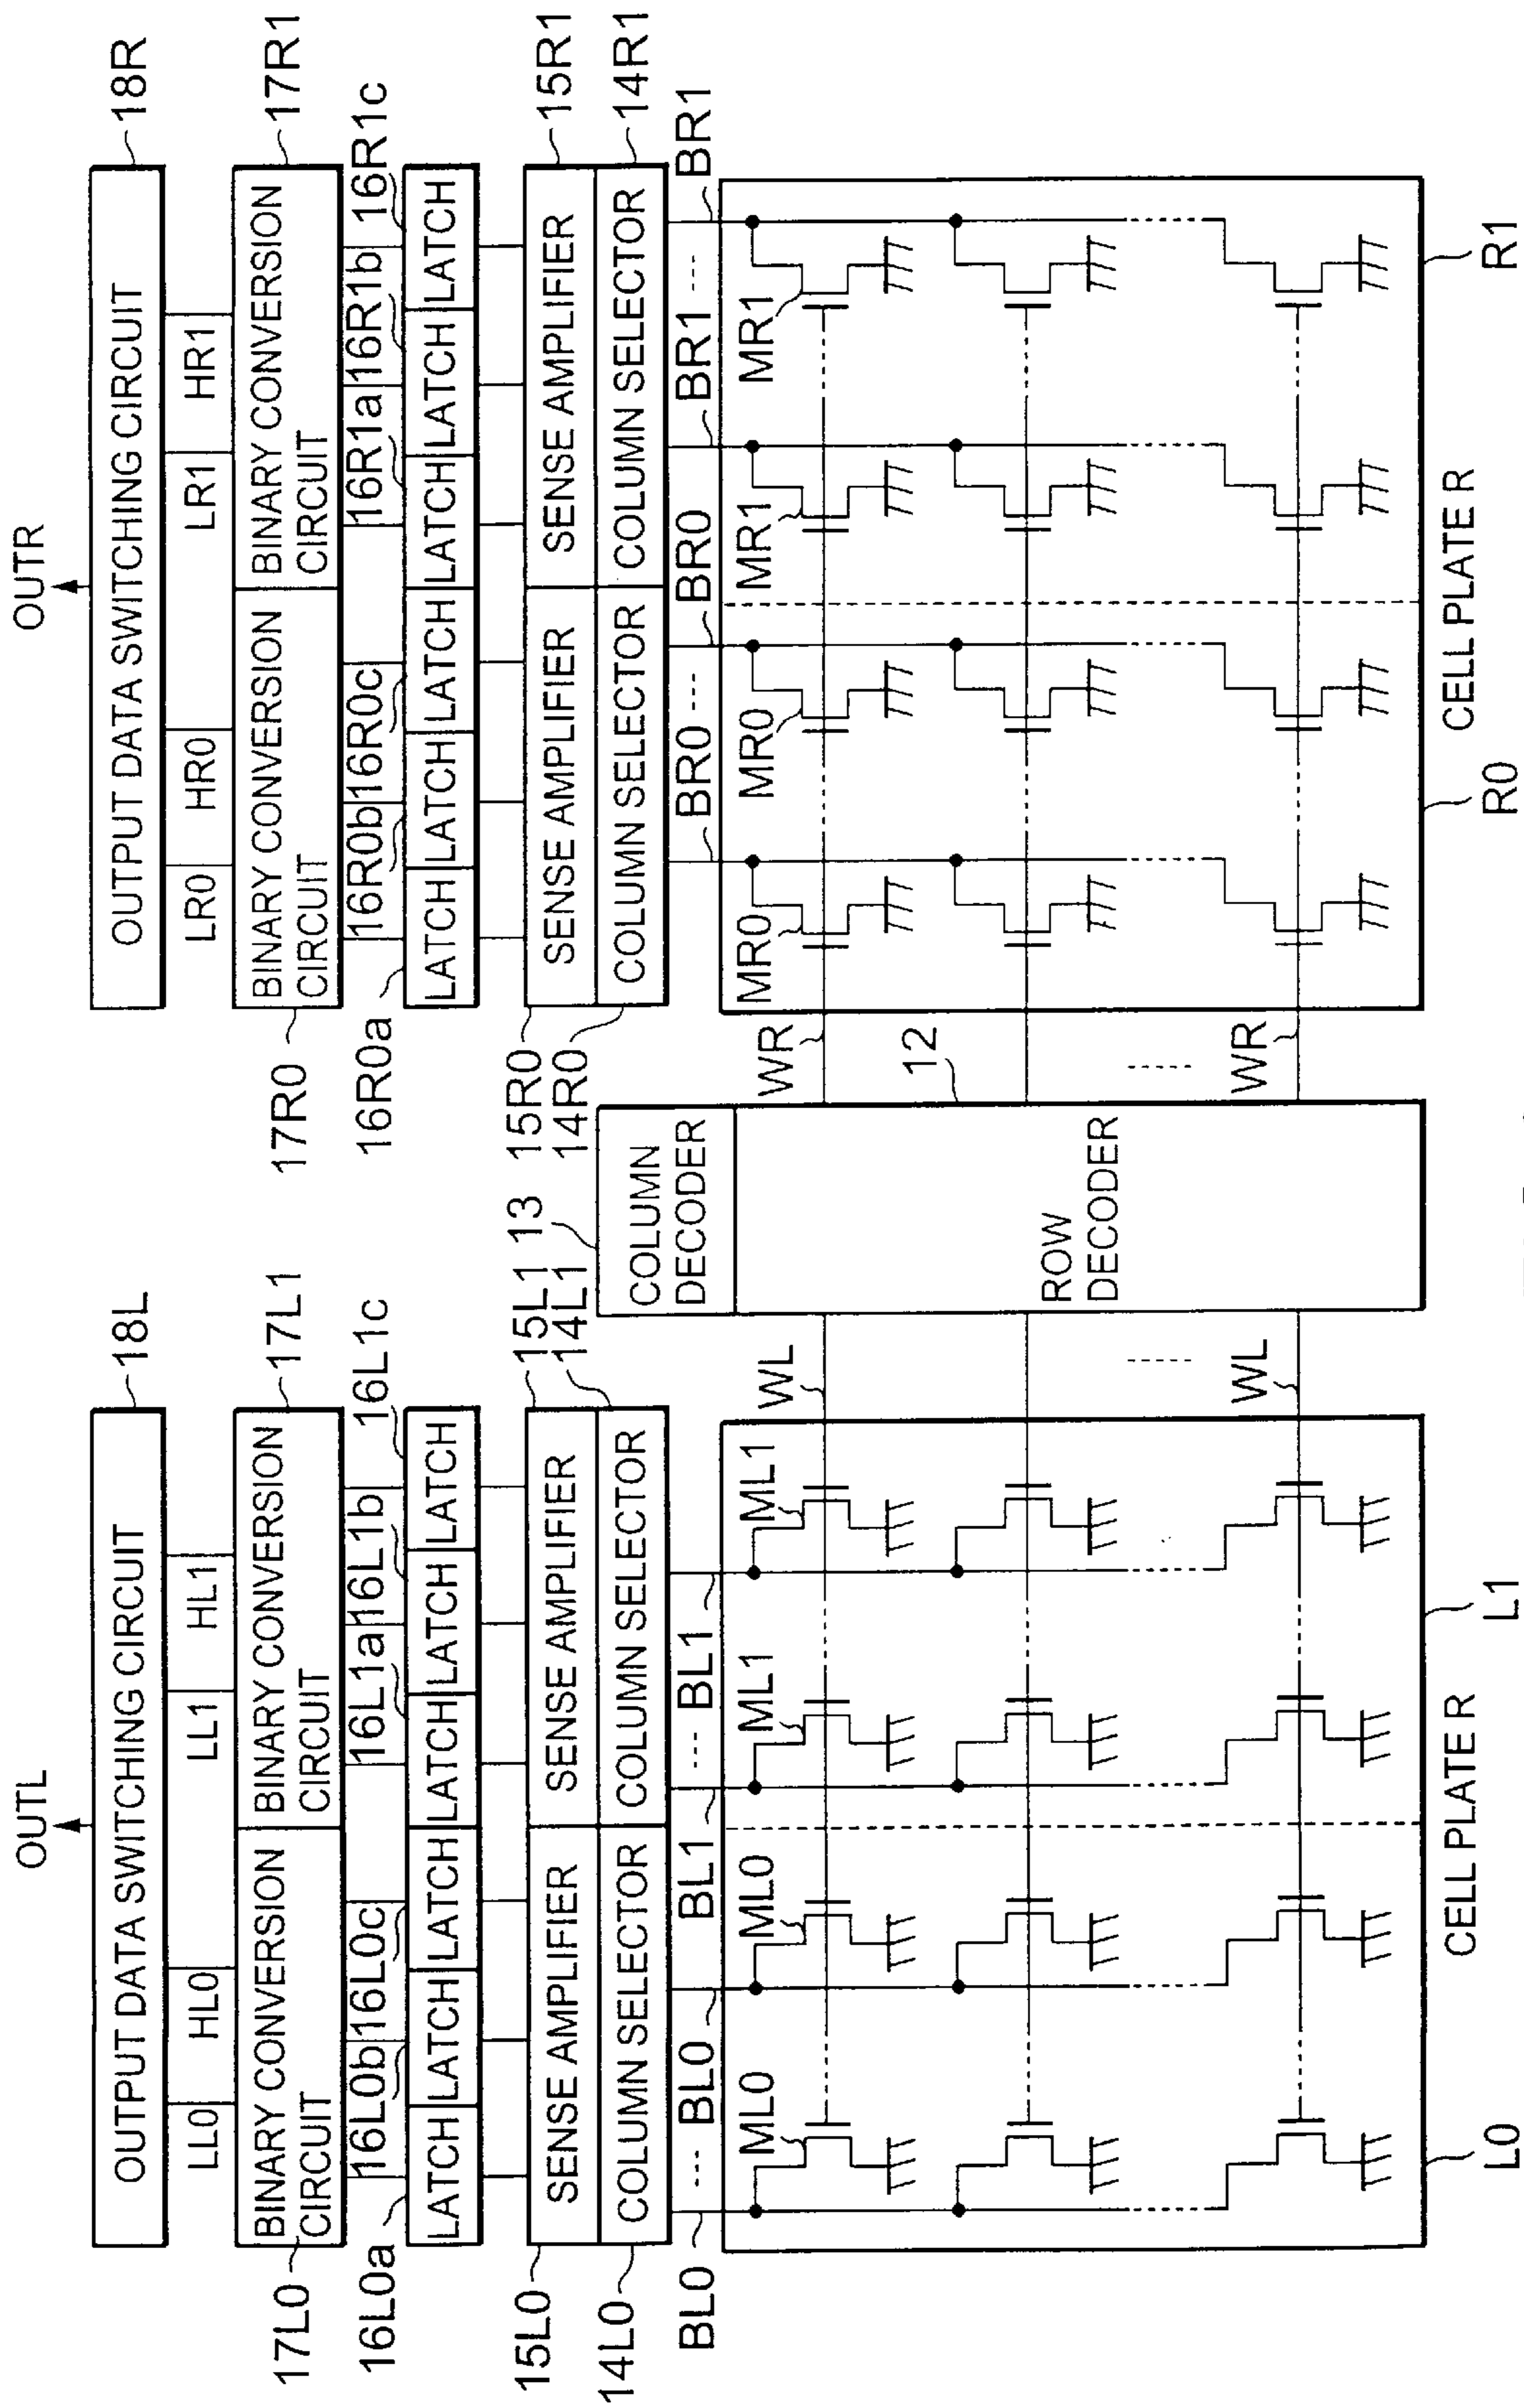 OUTL
OUTR
18L
18R
OUTPUT DATA SWITCHING CIRCUIT
OUTPUT DATA SWITCHING CIRCUIT
LL0
HL0
LL1
HL1
LR0
HR0
LR1
HR1
17L0
BINARY CONVERSION
CIRCUIT
BINARY CONVERSION
CIRCUIT
17L1
17R0
BINARY CONVERSION
CIRCUIT
BINARY CONVERSION
CIRCUIT
17R1
16L0a
16L0b
16L0c
16L1a
16L1b
16L1c
16R0a
16R0b
16R0c
16R1a
16R1b
16R1c
LATCH
LATCH
LATCH
LATCH
LATCH
LATCH
LATCH
LATCH
LATCH
LATCH
LATCH
LATCH
15L0
SENSE AMPLIFIER
SENSE AMPLIFIER
15L1
13
15R0
SENSE AMPLIFIER
SENSE AMPLIFIER
15R1
14L0
COLUMN SELECTOR
COLUMN SELECTOR
14L1
14R0
COLUMN SELECTOR
COLUMN SELECTOR
14R1
COLUMN
DECODER
BL0
BL0
BL1
BL1
BR0
BR0
BR1
BR1
ML0
ML0
ML1
ML1
WL
WR
MR0
MR0
MR1
MR1
12
ROW
DECODER
WL
WR
CELL PLATE R
CELL PLATE R
L0
L1
R0
R1